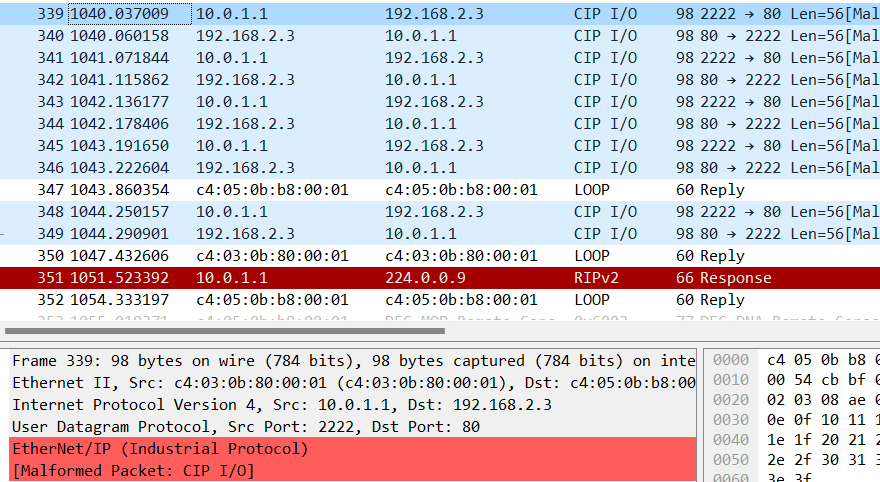 339 1040.037009 10.0.1.1 192.168.2.3 CIP I/O 98 2222 → 80 Len=56[Mal
340 1040.060158 192.168.2.3 10.0.1.1 CIP I/O 98 80 → 2222 Len=56[Mal
341 1041.071844 10.0.1.1 192.168.2.3 CIP I/O 98 2222 → 80 Len=56[Mal
342 1041.115862 192.168.2.3 10.0.1.1 CIP I/O 98 80 → 2222 Len=56[Mal
343 1042.136177 10.0.1.1 192.168.2.3 CIP I/O 98 2222 → 80 Len=56[Mal
344 1042.178406 192.168.2.3 10.0.1.1 CIP I/O 98 80 → 2222 Len=56[Mal
345 1043.191650 10.0.1.1 192.168.2.3 CIP I/O 98 2222 → 80 Len=56[Mal
346 1043.222604 192.168.2.3 10.0.1.1 CIP I/O 98 80 → 2222 Len=56[Mal
347 1043.860354 c4:05:0b:b8:00:01 c4:05:0b:b8:00:01 LOOP 60 Reply
348 1044.250157 10.0.1.1 192.168.2.3 CIP I/O 98 2222 → 80 Len=56[Mal
349 1044.290901 192.168.2.3 10.0.1.1 CIP I/O 98 80 → 2222 Len=56[Mal
350 1047.432606 c4:03:0b:80:00:01 c4:03:0b:80:00:01 LOOP 60 Reply
351 1051.523392 10.0.1.1 224.0.0.9 RIPv2 66 Response
352 1054.333197 c4:05:0b:b8:00:01 c4:05:0b:b8:00:01 LOOP 60 Reply
Frame 339: 98 bytes on wire (784 bits), 98 bytes captured (784 bits) on inte
Ethernet II, Src: c4:03:0b:80:00:01 (c4:03:0b:80:00:01), Dst: c4:05:0b:b8:00
Internet Protocol Version 4, Src: 10.0.1.1, Dst: 192.168.2.3
User Datagram Protocol, Src Port: 2222, Dst Port: 80
EtherNet/IP (Industrial Protocol)
[Malformed Packet: CIP I/O]
0000 c4 05 0b b8
0010 00 54 cb bf
0020 02 03 08 ae
0030 0e 0f 10 11 1
0040 1e 1f 20 21 2
0050 2e 2f 30 31 3
0060 3e 3f